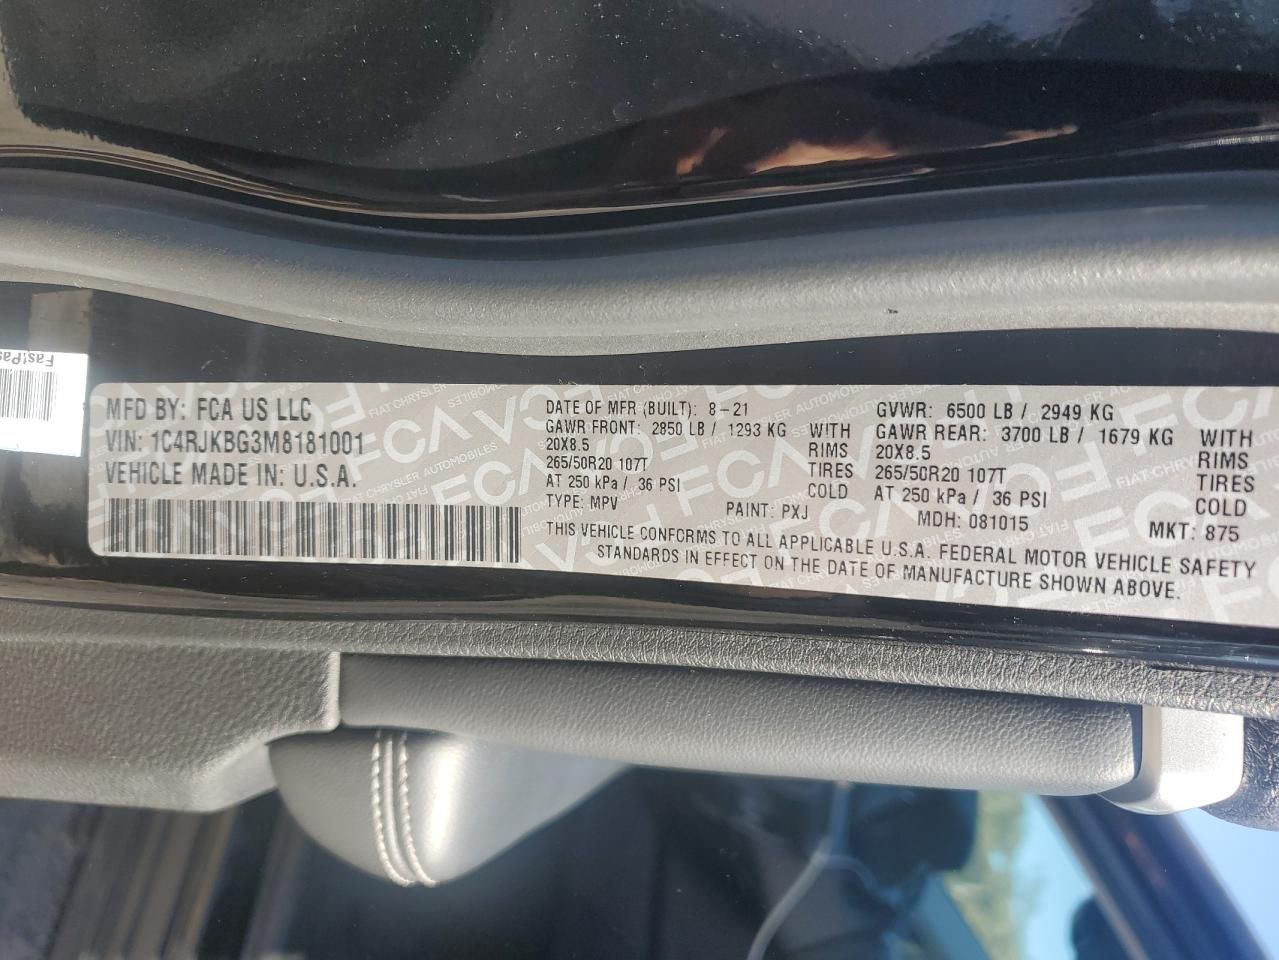 FastPas
MFD BY: FCA US LLC
VIN: 1C4RJKBG3M8181001
VEHICLE MADE IN: U.S.A.
DATE OF MFR (BUILT): 8-21
GAWR FRONT: 2850 LB / 1293 KG WITH
20X8.5 RIMS
265/50R20 107T TIRES
AT 250 kPa / 36 PSI COLD
TYPE: MPV PAINT: PXJ
GVWR: 6500 LB / 2949 KG
GAWR REAR: 3700 LB / 1679 KG WITH
20X8.5 RIMS
265/50R20 107T TIRES
AT 250 kPa / 36 PSI COLD
MDH: 081015 MKT: 875
THIS VEHICLE CONFORMS TO ALL APPLICABLE U.S.A. FEDERAL MOTOR VEHICLE SAFETY
STANDARDS IN EFFECT ON THE DATE OF MANUFACTURE SHOWN ABOVE.